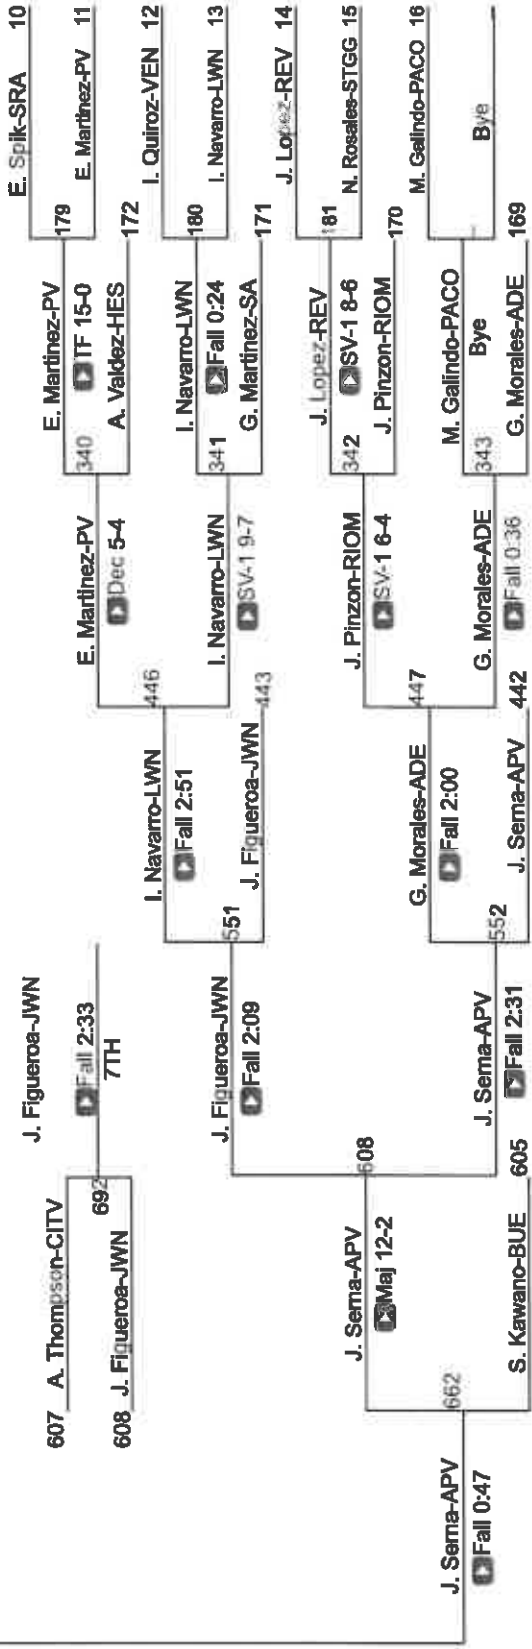 E. Spik-SRA 10
179
E. Martinez-PV 11
E. Martinez-PV
TF 15-0
340
A. Valdez-HES 172
E. Martinez-PV
Dec 5-4
I. Quiroz-VEN 12
180
I. Navarro-LWN 13
I. Navarro-LWN
Fall 0:24
341
G. Martinez-SA 171
I. Navarro-LWN
SV-1 9-7
446
I. Navarro-LWN
Fall 2:51
J. Figueroa-JWN 443
551
J. Figueroa-JWN
Fall 2:09
J. Lopez-REV 14
181
N. Rosales-STGG 15
J. Lopez-REV
SV-1 8-6
342
J. Pinzon-RIOM 170
J. Pinzon-RIOM
SV-1 6-4
M. Galindo-PACO 16
Bye
M. Galindo-PACO
Bye
343
G. Morales-ADE 169
G. Morales-ADE
Fall 0:36
447
G. Morales-ADE
Fall 2:00
J. Serna-APV 442
552
J. Serna-APV
Fall 2:31
608
J. Serna-APV
Maj 12-2
S. Kawano-BUE 605
662
J. Serna-APV
Fall 0:47
607 A. Thompson-CITV
692
608 J. Figueroa-JWN
J. Figueroa-JWN
Fall 2:33
7TH